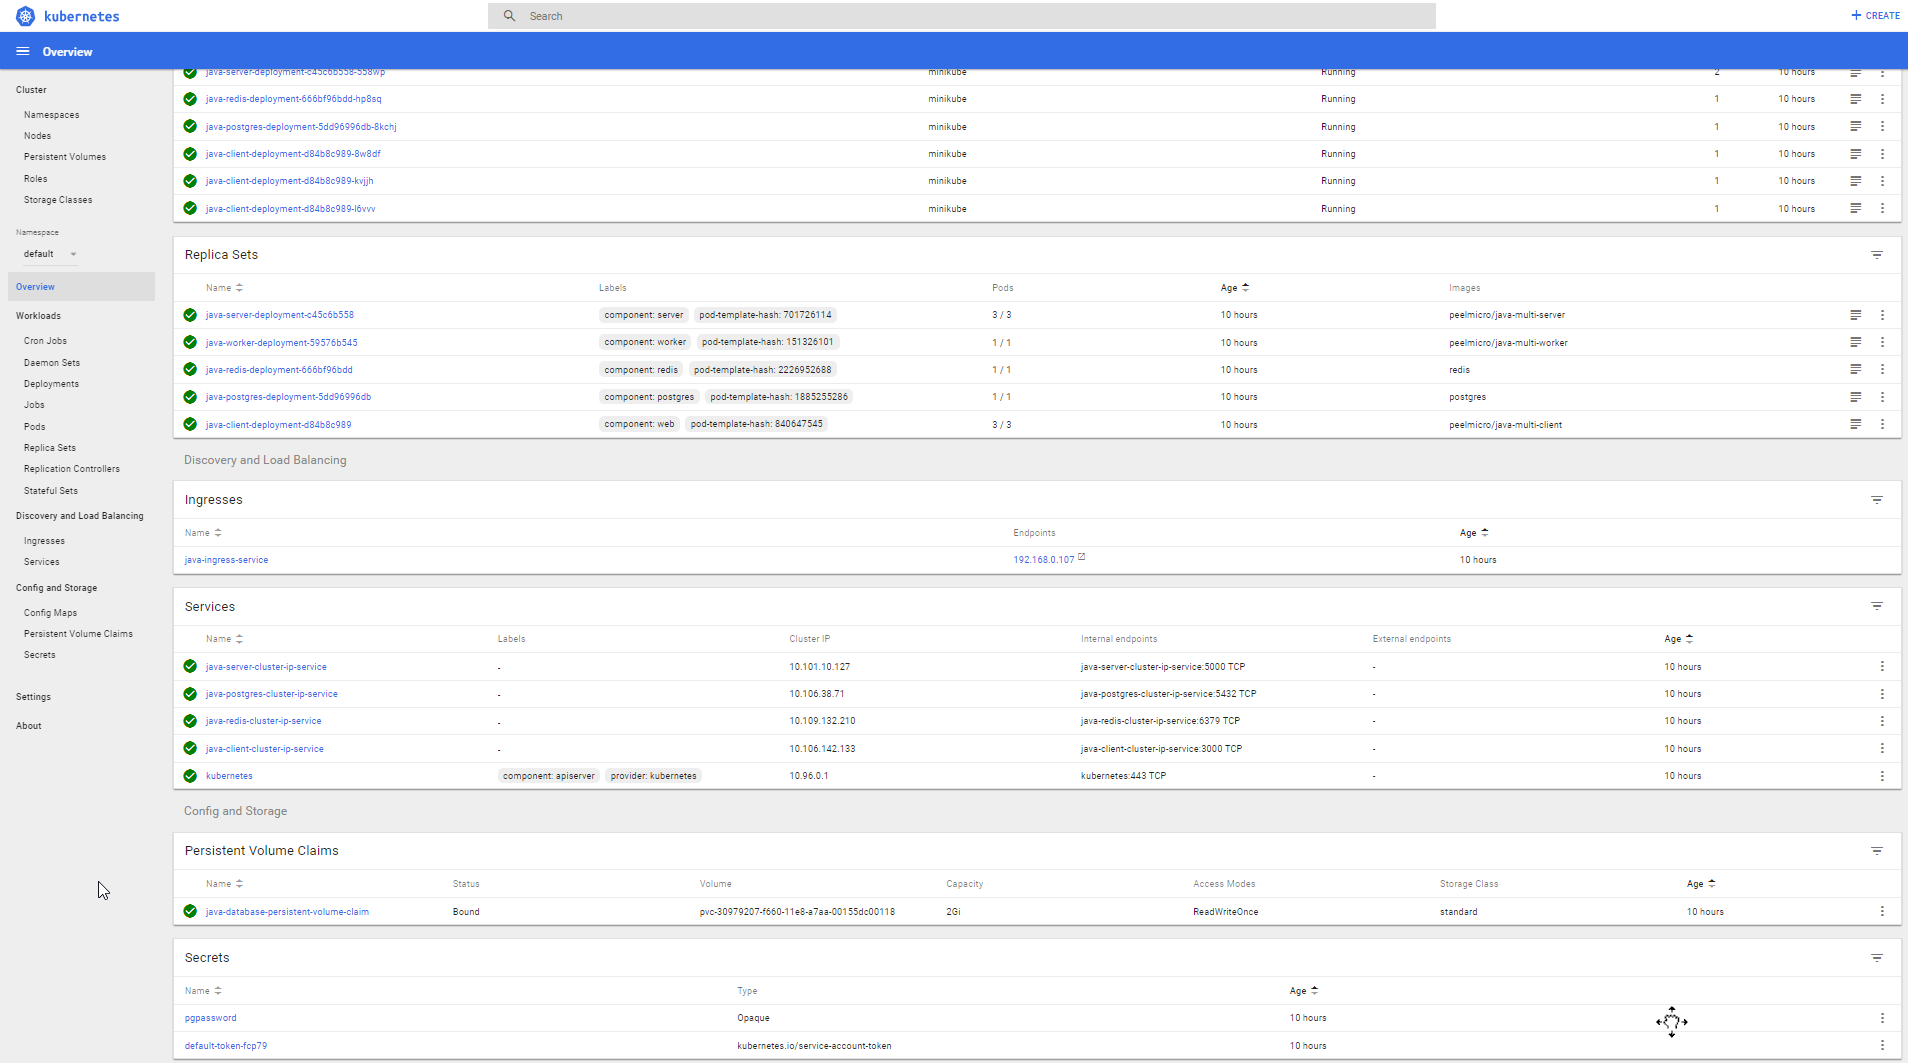 kubernetes
Search
CREATE
Overview
Cluster
Namespaces
Nodes
Persistent Volumes
Roles
Storage Classes
Namespace
default
Overview
Workloads
Cron Jobs
Daemon Sets
Deployments
Jobs
Pods
Replica Sets
Replication Controllers
Stateful Sets
Discovery and Load Balancing
Ingresses
Services
Config and Storage
Config Maps
Persistent Volume Claims
Secrets
Settings
About
java-server-deployment-c45c6b558-558wp minikube Running 2 10 hours
java-redis-deployment-666bf96bdd-hp8sq minikube Running 1 10 hours
java-postgres-deployment-5dd96996db-8kchj minikube Running 1 10 hours
java-client-deployment-d84b8c989-8w8df minikube Running 1 10 hours
java-client-deployment-d84b8c989-kvjjh minikube Running 1 10 hours
java-client-deployment-d84b8c989-l6vvv minikube Running 1 10 hours
Replica Sets
Name Labels Pods Age Images
java-server-deployment-c45c6b558 component: server pod-template-hash: 701726114 3 / 3 10 hours peelmicro/java-multi-server
java-worker-deployment-59576b545 component: worker pod-template-hash: 151326101 1 / 1 10 hours peelmicro/java-multi-worker
java-redis-deployment-666bf96bdd component: redis pod-template-hash: 2226952688 1 / 1 10 hours redis
java-postgres-deployment-5dd96996db component: postgres pod-template-hash: 1885255286 1 / 1 10 hours postgres
java-client-deployment-d84b8c989 component: web pod-template-hash: 840647545 3 / 3 10 hours peelmicro/java-multi-client
Discovery and Load Balancing
Ingresses
Name Endpoints Age
java-ingress-service 192.168.0.107 10 hours
Services
Name Labels Cluster IP Internal endpoints External endpoints Age
java-server-cluster-ip-service - 10.101.10.127 java-server-cluster-ip-service:5000 TCP - 10 hours
java-postgres-cluster-ip-service - 10.106.38.71 java-postgres-cluster-ip-service:5432 TCP - 10 hours
java-redis-cluster-ip-service - 10.109.132.210 java-redis-cluster-ip-service:6379 TCP - 10 hours
java-client-cluster-ip-service - 10.106.142.133 java-client-cluster-ip-service:3000 TCP - 10 hours
kubernetes component: apiserver provider: kubernetes 10.96.0.1 kubernetes:443 TCP - 10 hours
Config and Storage
Persistent Volume Claims
Name Status Volume Capacity Access Modes Storage Class Age
java-database-persistent-volume-claim Bound pvc-30979207-f660-11e8-a7aa-00155dc00118 2Gi ReadWriteOnce standard 10 hours
Secrets
Name Type Age
pgpassword Opaque 10 hours
default-token-fcp79 kubernetes.io/service-account-token 10 hours